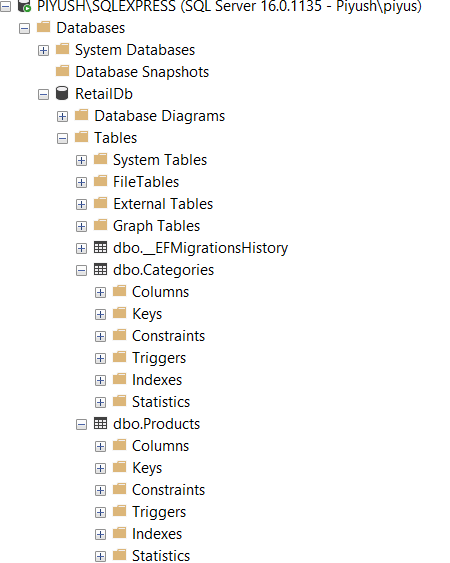 PIYUSH\SQLEXPRESS (SQL Server 16.0.1135 - Piyush\piyus)
Databases
System Databases
Database Snapshots
RetailDb
Database Diagrams
Tables
System Tables
FileTables
External Tables
Graph Tables
dbo.__EFMigrationsHistory
dbo.Categories
Columns
Keys
Constraints
Triggers
Indexes
Statistics
dbo.Products
Columns
Keys
Constraints
Triggers
Indexes
Statistics